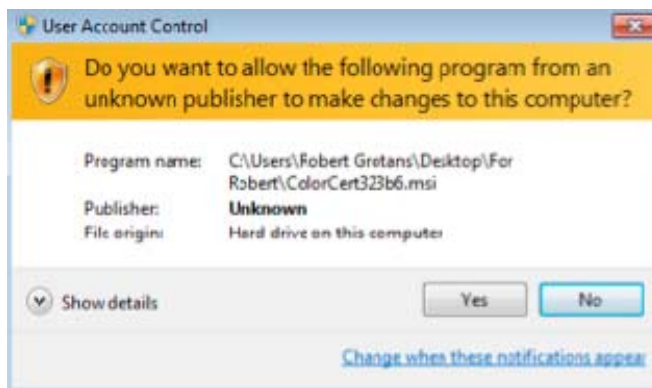 User Account Control
Do you want to allow the following program from an
unknown publisher to make changes to this computer?
Program name: C:\Users\Robert Grotans\Desktop\For
Robert\ColorCert323b6.msi
Publisher: Unknown
File origin: Hard drive on this computer
Show details
Yes
No
Change when these notifications appear